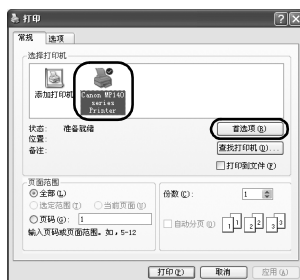 打印
常规 选项
选择打印机
添加打印机
Canon MP140
series
Printer
状态: 准备就绪
位置:
备注:
首选项(R)
查找打印机(D)...
打印到文件(F)
页面范围
全部(L)
选定范围(T) 当前页面(U)
页码(G): 1
输入页码或页面范围。如，5-12
份数(C): 1
自动分页(O)
1 1 2 2 3 3
打印(P) 取消 应用(A)